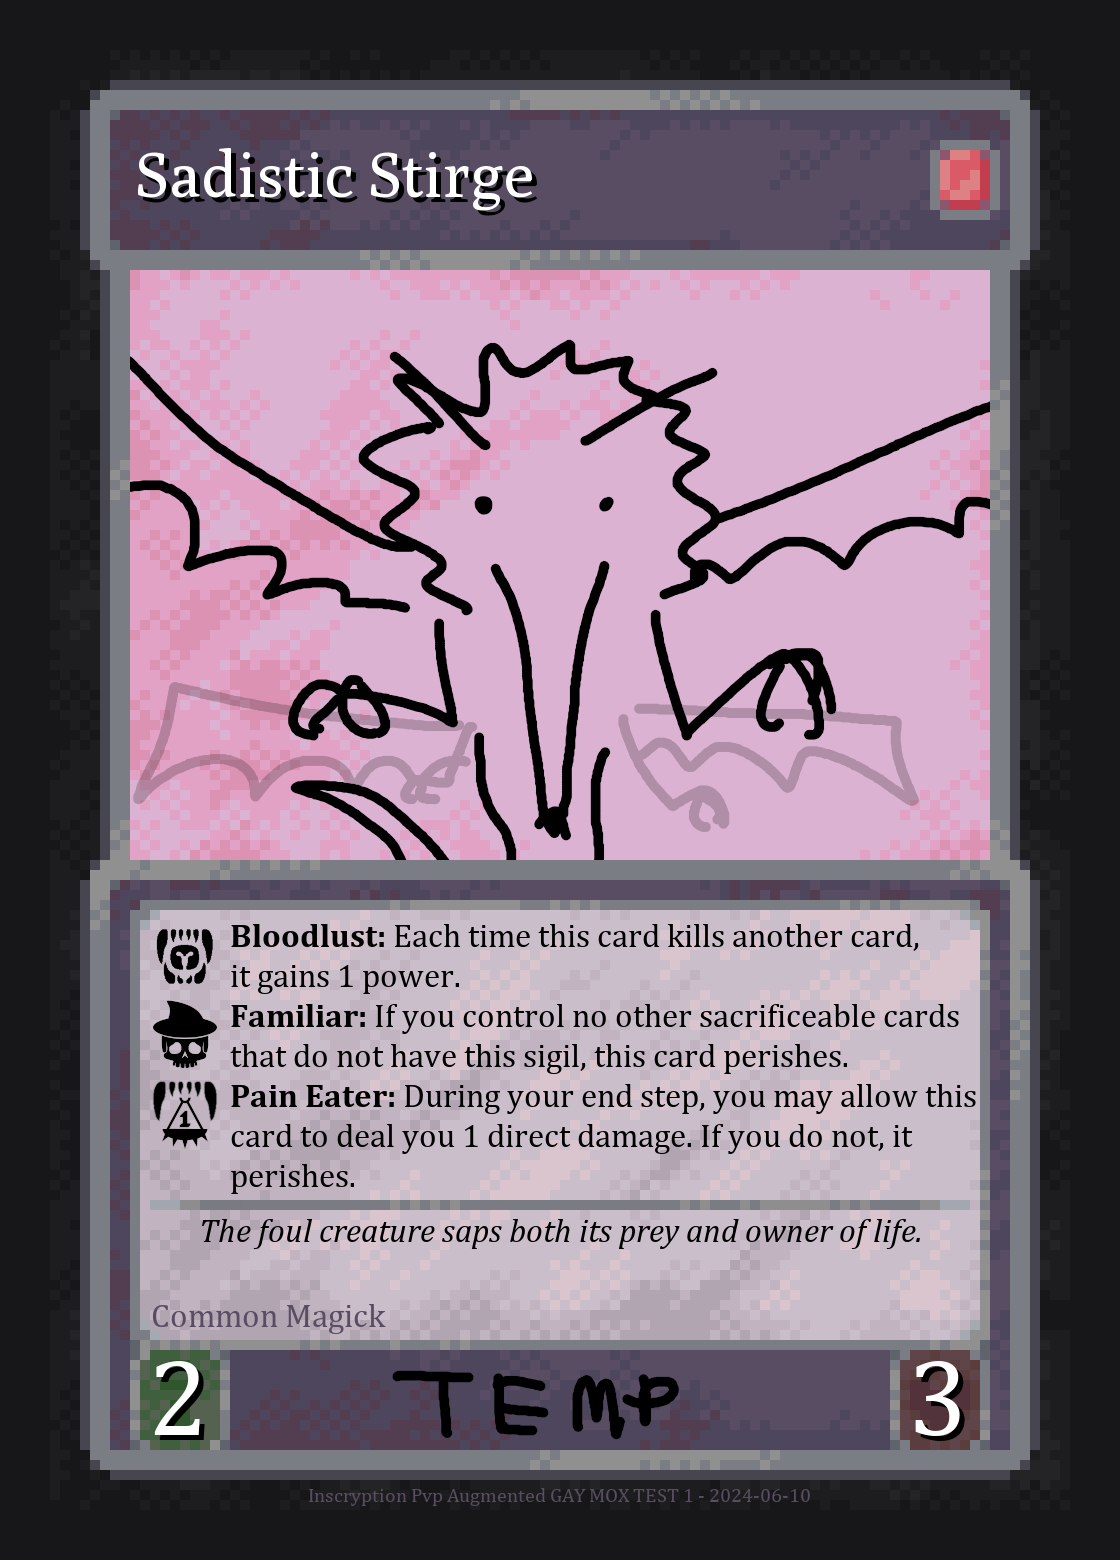 Sadistic Stirge
Bloodlust: Each time this card kills another card,
it gains 1 power.
Familiar: If you control no other sacrificeable cards
that do not have this sigil, this card perishes.
1
Pain Eater: During your end step, you may allow this
card to deal you 1 direct damage. If you do not, it
perishes.
The foul creature saps both its prey and owner of life.
Common Magick
2 TEMP 3
Inscryption Pvp Augmented GAY MOX TEST 1 - 2024-06-10